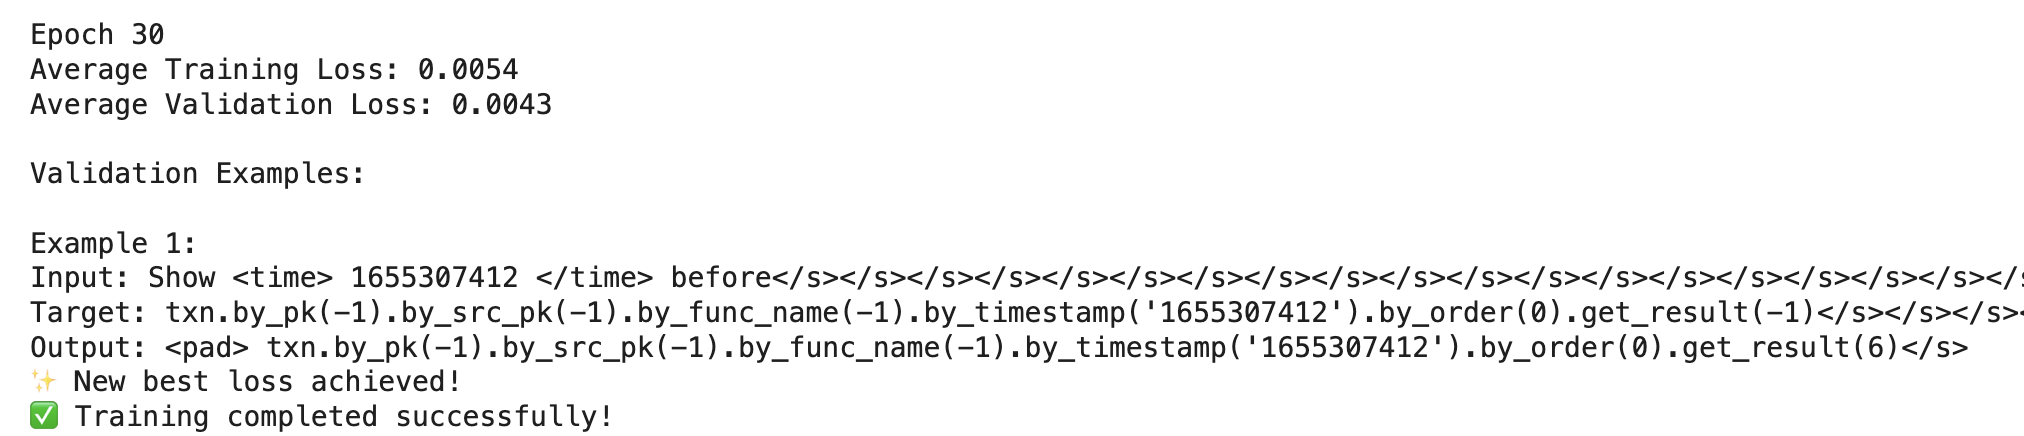 Epoch 30
Average Training Loss: 0.0054
Average Validation Loss: 0.0043
Validation Examples:
Example 1:
Input: Show <time> 1655307412 </time> before</s></s></s></s></s></s></s></s></s></s></s></s></s></s></s></s></s></s></s
Target: txn.by_pk(-1).by_src_pk(-1).by_func_name(-1).by_timestamp('1655307412').by_order(0).get_result(-1)</s></s></s><
Output: <pad> txn.by_pk(-1).by_src_pk(-1).by_func_name(-1).by_timestamp('1655307412').by_order(0).get_result(6)</s>
✨ New best loss achieved!
✅ Training completed successfully!